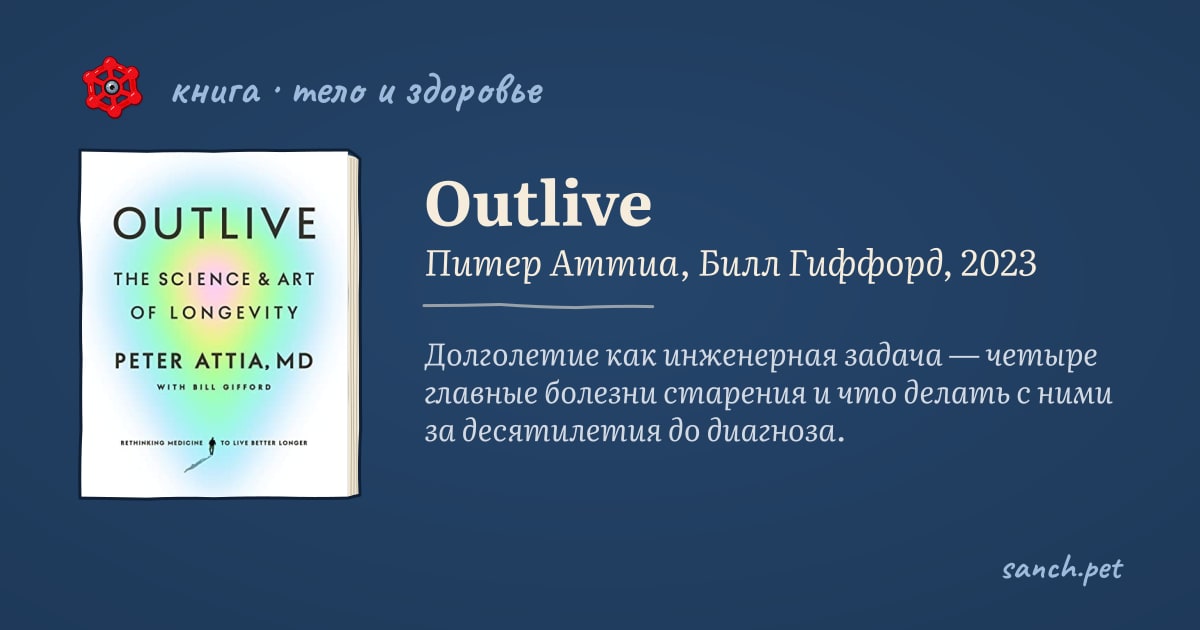 книга · тело и здоровье
OUTLIVE
THE SCIENCE & ART
OF LONGEVITY
PETER ATTIA, MD
WITH BILL GIFFORD
RETHINKING MEDICINE TO LIVE BETTER LONGER
Outlive
Питер Аттиа, Билл Гиффорд, 2023
Долголетие как инженерная задача — четыре
главные болезни старения и что делать с ними
за десятилетия до диагноза.
sanch.pet